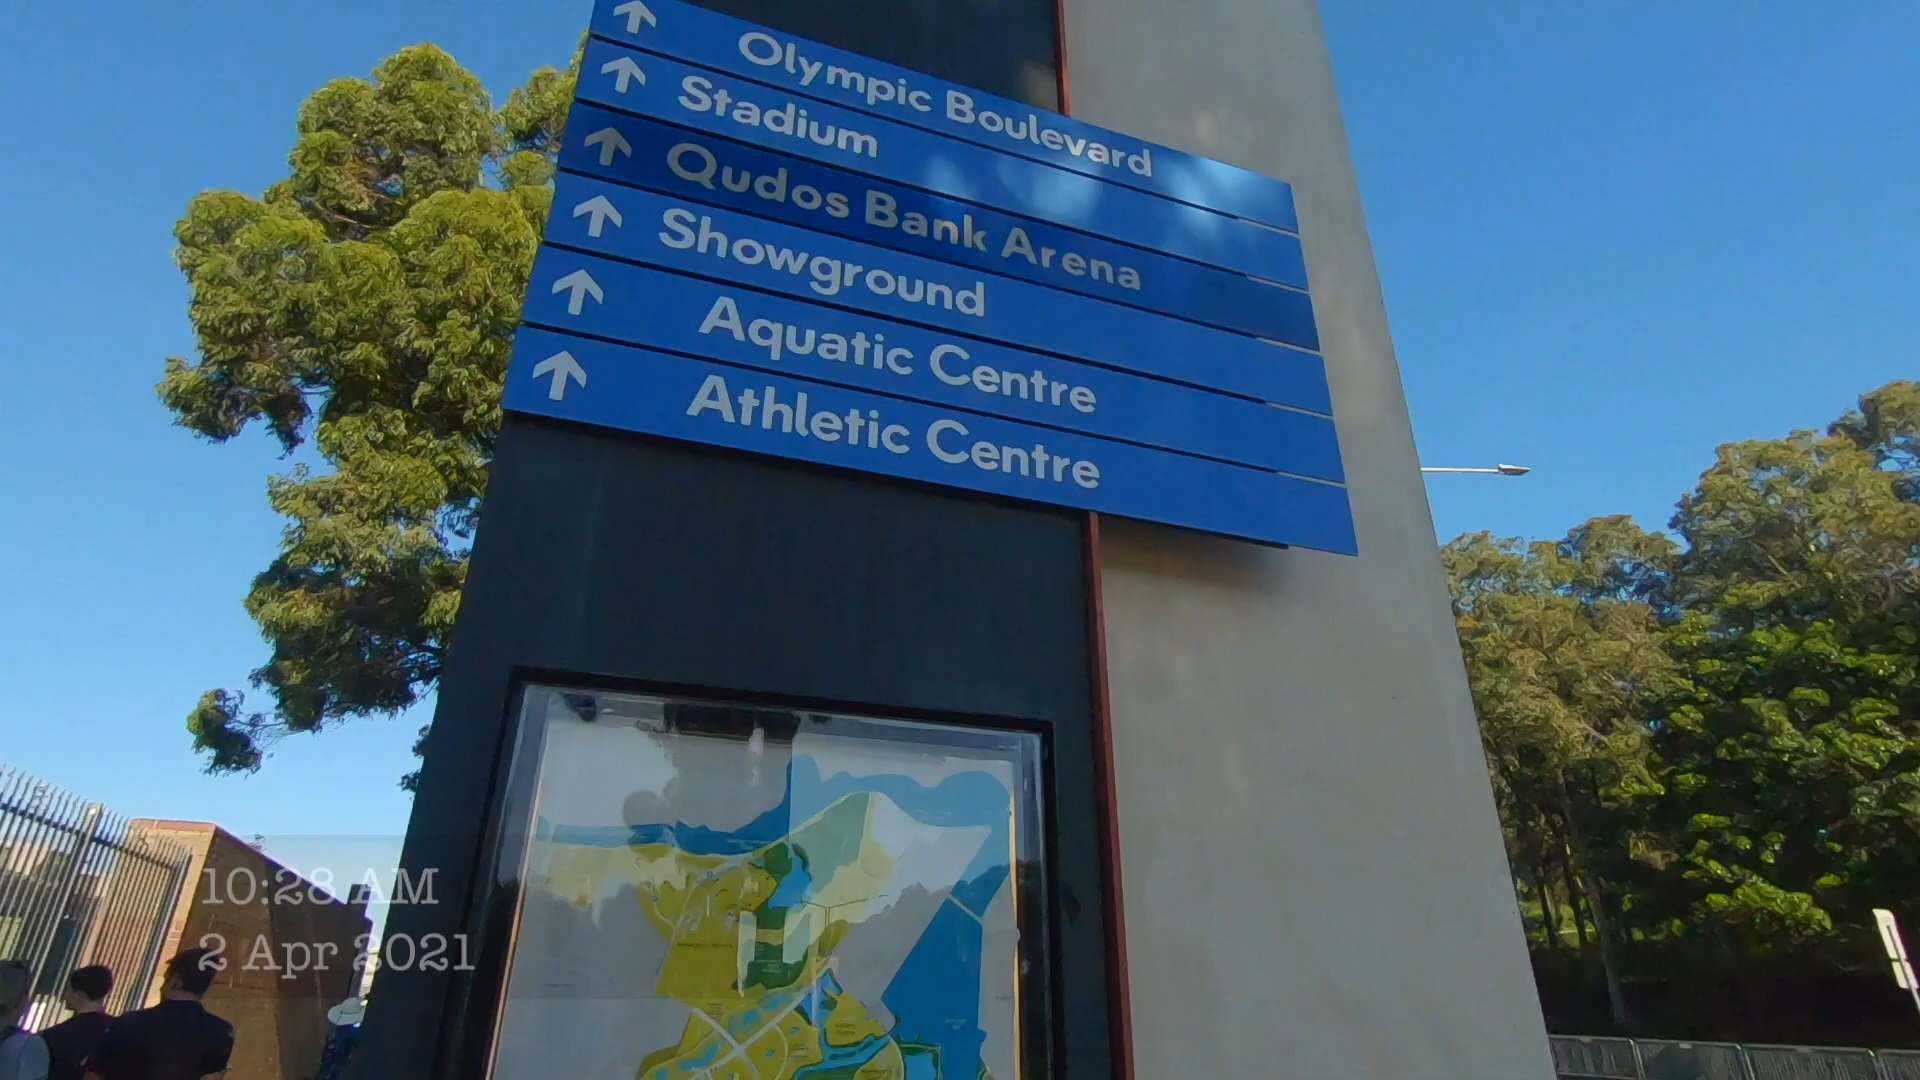 Olympic Boulevard
Stadium
Qudos Bank Arena
Showground
Aquatic Centre
Athletic Centre
10:28 AM
2 Apr 2021